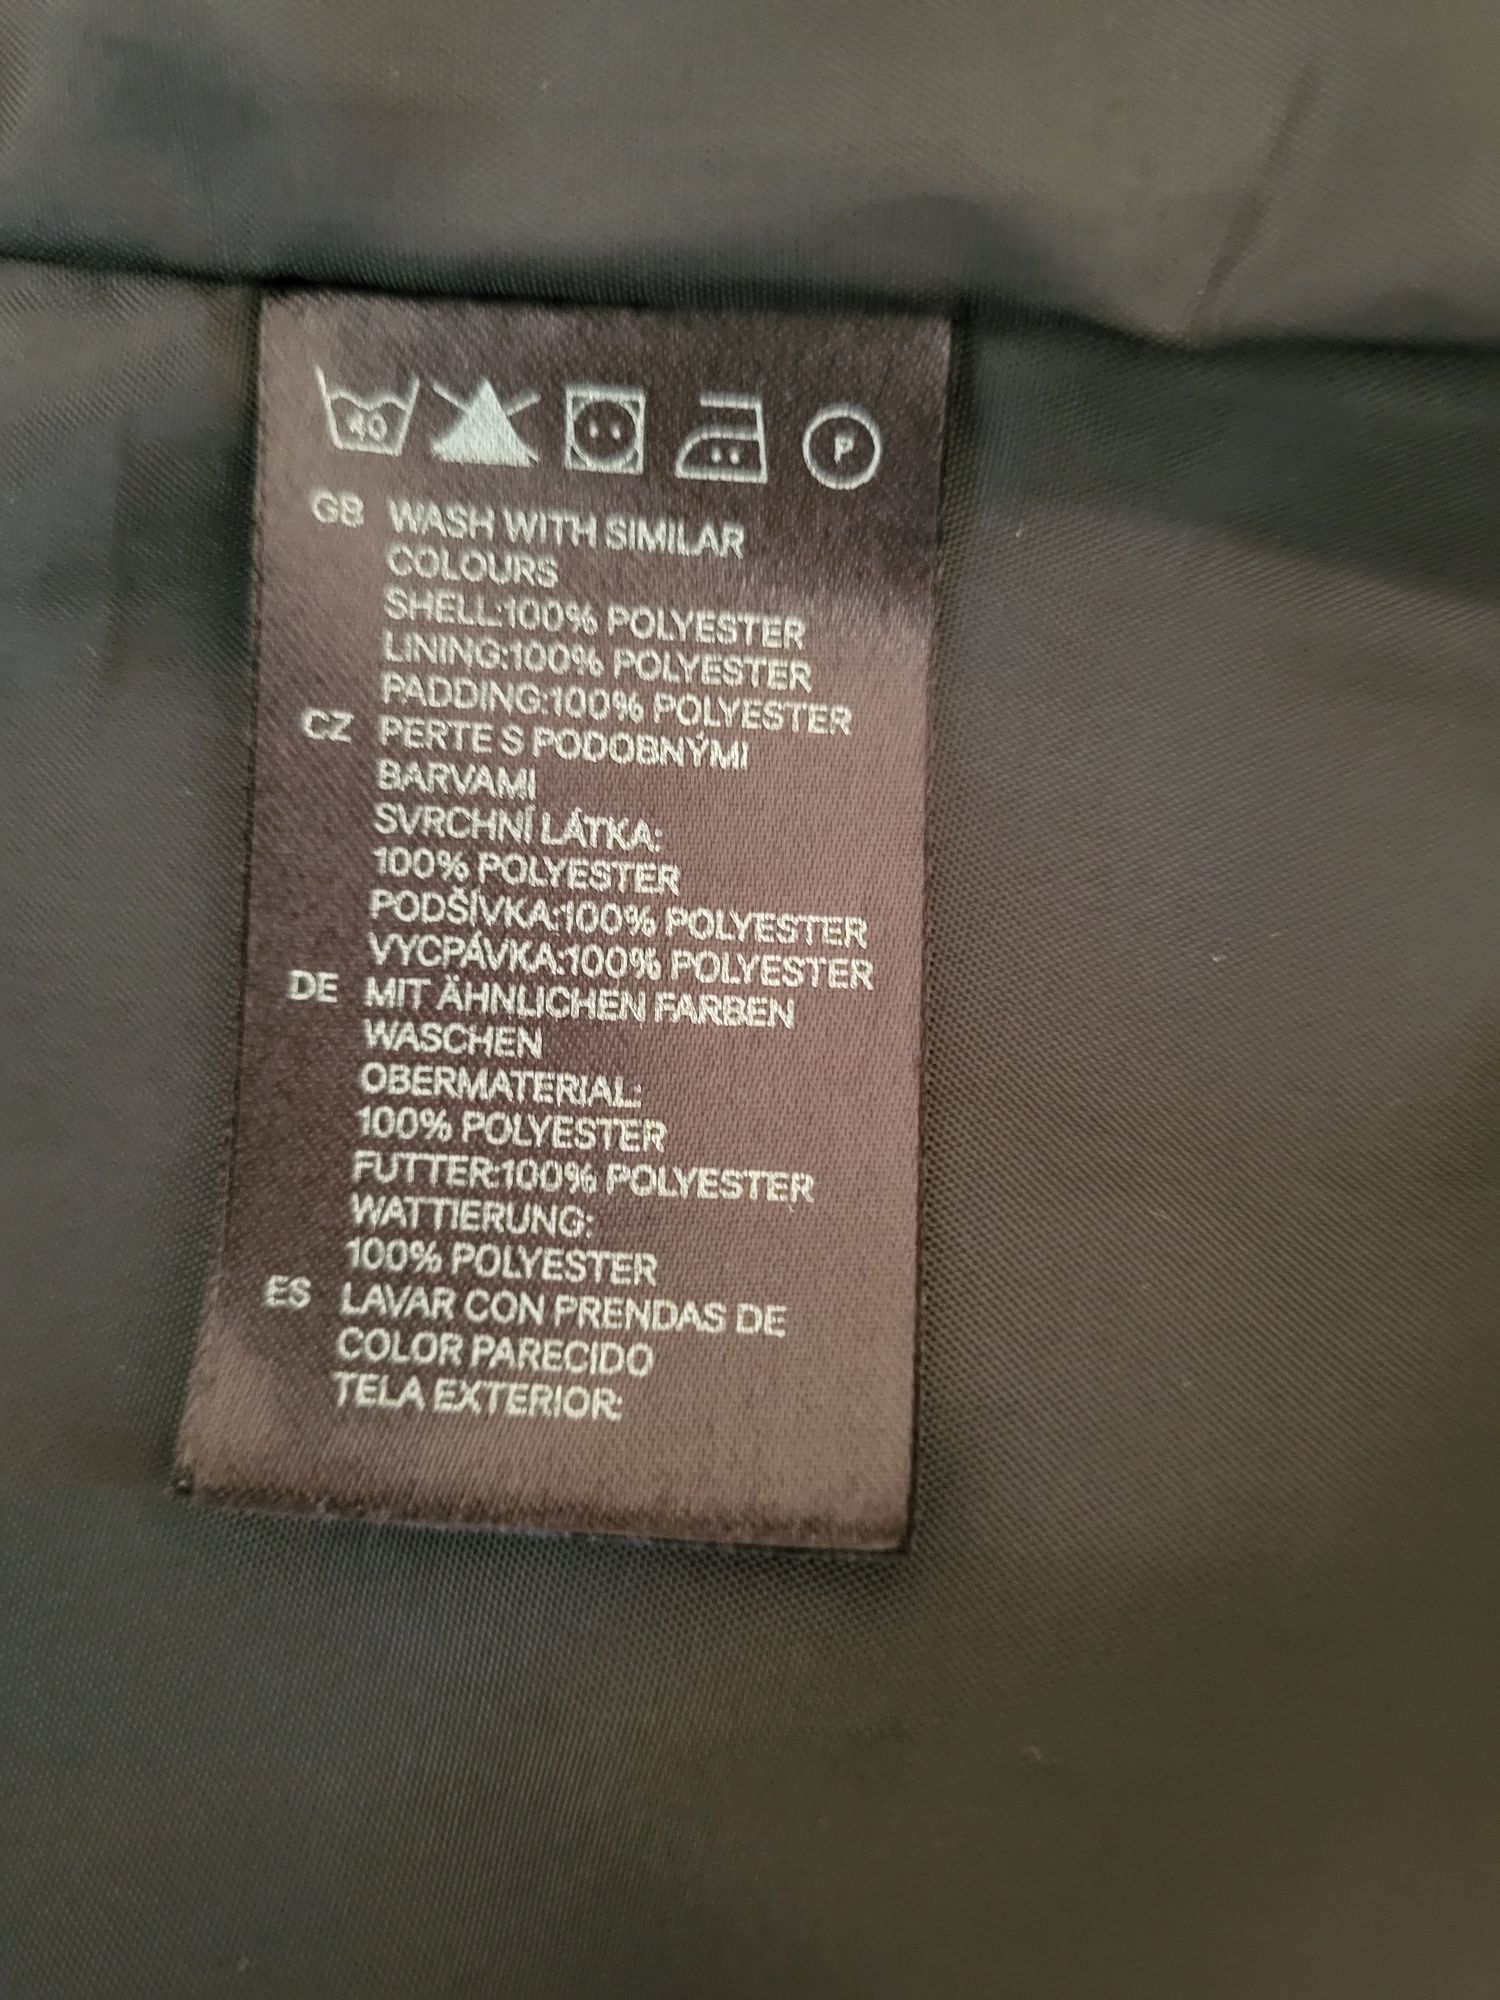 40 P
GB WASH WITH SIMILAR
COLOURS
SHELL:100% POLYESTER
LINING:100% POLYESTER
PADDING:100% POLYESTER
CZ PERTE S PODOBNÝMI
BARVAMI
SVRCHNÍ LÁTKA:
100% POLYESTER
PODŠÍVKA:100% POLYESTER
VYCPÁVKA:100% POLYESTER
DE MIT ÄHNLICHEN FARBEN
WASCHEN
OBERMATERIAL:
100% POLYESTER
FUTTER:100% POLYESTER
WATTIERUNG:
100% POLYESTER
ES LAVAR CON PRENDAS DE
COLOR PARECIDO
TELA EXTERIOR: